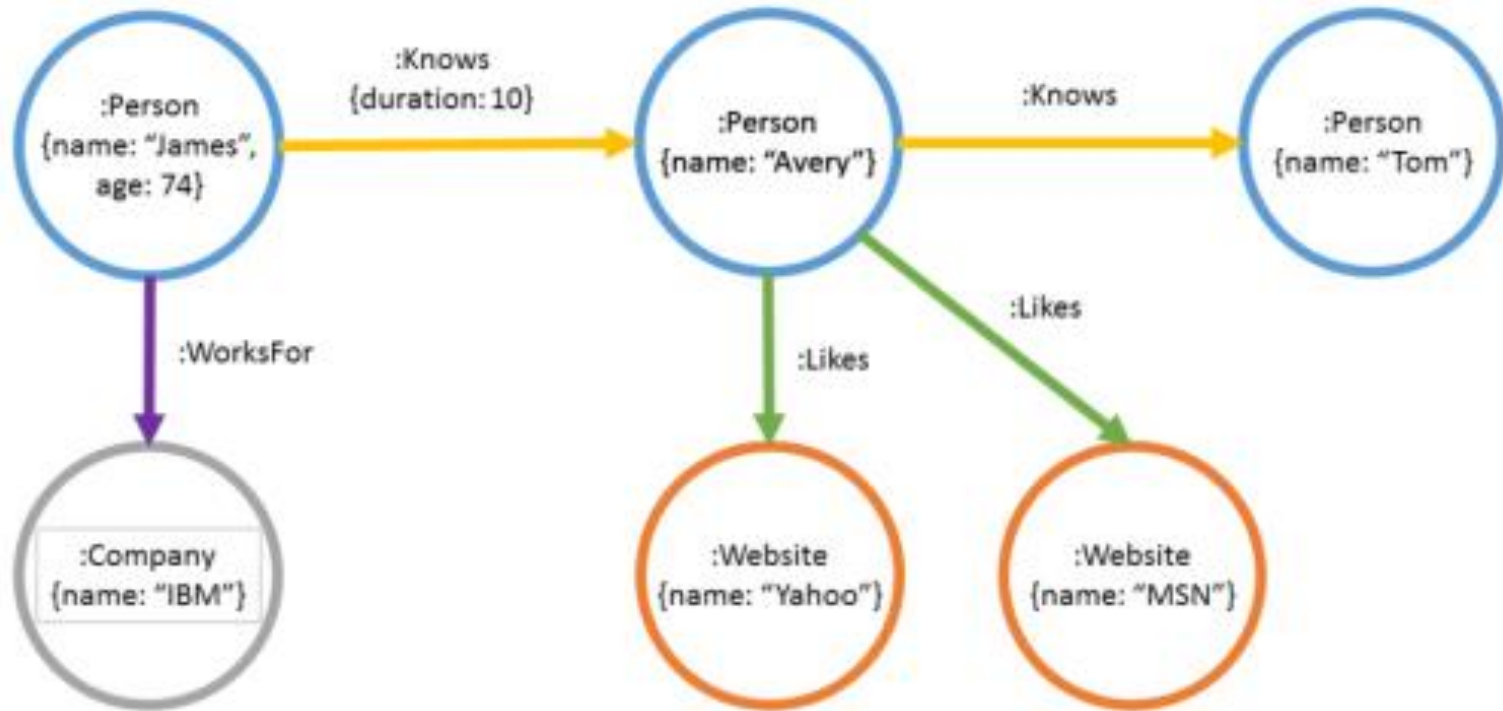 :Person
{name: “James”,
age: 74}
:Knows
{duration: 10}
:Person
{name: “Avery”}
:Knows
:Person
{name: “Tom”}
:WorksFor
:Likes
:Likes
:Company
{name: “IBM”}
:Website
{name: “Yahoo”}
:Website
{name: “MSN”}